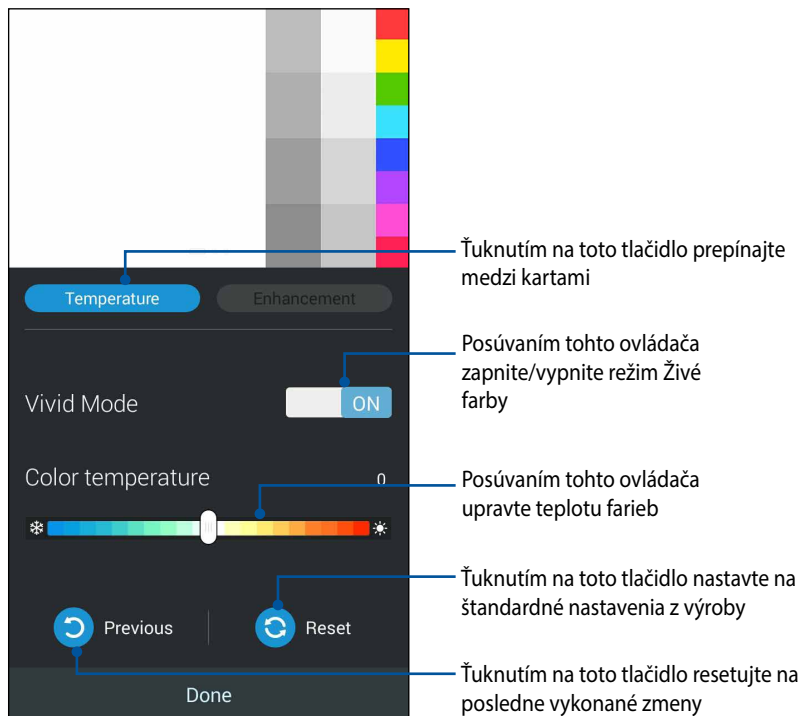 Ťuknutím na toto tlačidlo prepínajte
medzi kartami
Temperature
Enhancement
Posúvaním tohto ovládača
zapnite/vypnite režim Živé
farby
Vivid Mode
ON
Color temperature
0
Posúvaním tohto ovládača
upravte teplotu farieb
Ťuknutím na toto tlačidlo nastavte na
štandardné nastavenia z výroby
Previous
Reset
Ťuknutím na toto tlačidlo resetujte na
posledne vykonané zmeny
Done